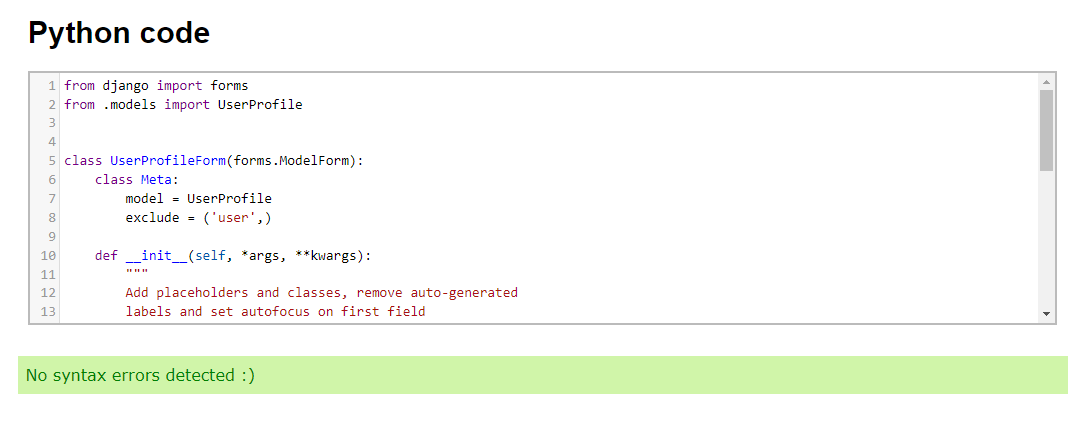 Python code
1 from django import forms
2 from .models import UserProfile
3
4
5 class UserProfileForm(forms.ModelForm):
6     class Meta:
7         model = UserProfile
8         exclude = ('user',)
9
10     def __init__(self, *args, **kwargs):
11         """
12         Add placeholders and classes, remove auto-generated
13         labels and set autofocus on first field
No syntax errors detected :)